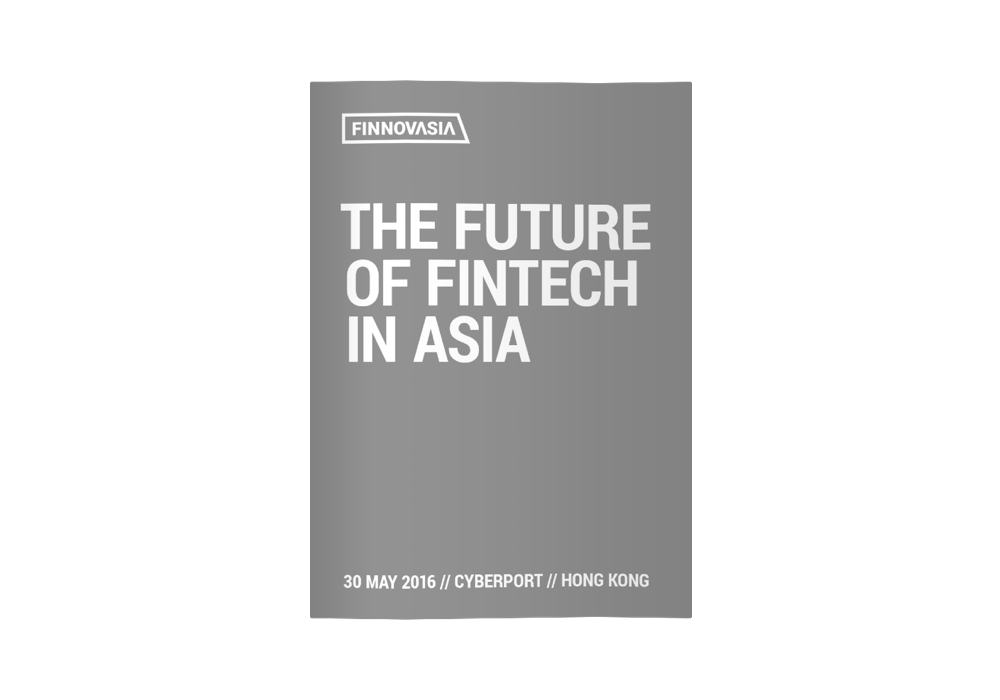 FINNOVASIA
THE FUTURE
OF FINTECH
IN ASIA
30 MAY 2016 // CYBERPORT // HONG KONG